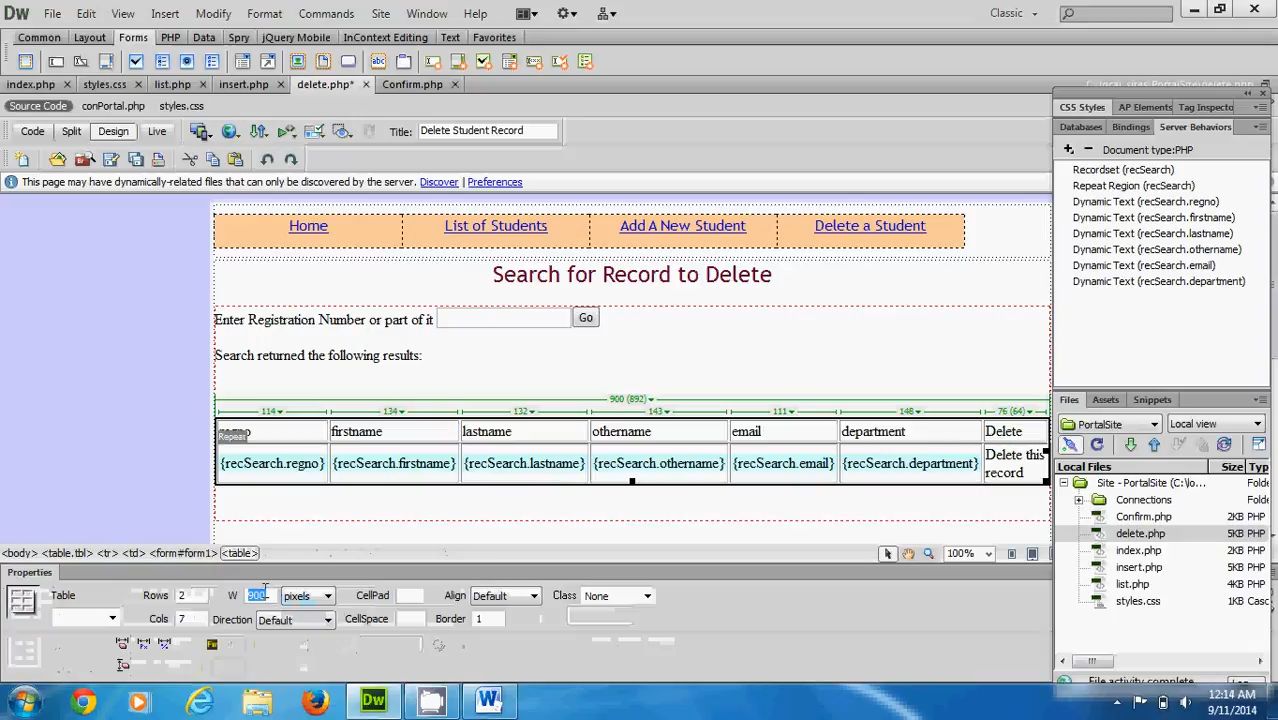 Dw File Edit View Insert Modify Format Commands Site Window Help Classic
Common Layout Forms PHP Data Spry jQuery Mobile InContext Editing Text Favorites
index.php × styles.css × list.php × insert.php × delete.php* × Confirm.php ×
Source Code conPortal.php styles.css
Code Split Design Live Title: Delete Student Record
This page may have dynamically-related files that can only be discovered by the server. Discover | Preferences
Home List of Students Add A New Student Delete a Student
Search for Record to Delete
Enter Registration Number or part of it Go
Search returned the following results:
900 (892)
114 134 132 143 111 148 76 (64)
Repeat
firstname lastname othername email department Delete
{recSearch.regno} {recSearch.firstname} {recSearch.lastname} {recSearch.othername} {recSearch.email} {recSearch.department} Delete this
record
<body> <table.tbl> <tr> <td> <form#form1> <table> 100%
Properties
Table Rows 2 W 900 pixels CellPad Align Default Class None
Cols 7 Direction Default CellSpace Border 1
CSS Styles AP Elements Tag Inspecto
Databases Bindings Server Behaviors
Document type:PHP
Recordset (recSearch)
Repeat Region (recSearch)
Dynamic Text (recSearch.regno)
Dynamic Text (recSearch.firstname)
Dynamic Text (recSearch.lastname)
Dynamic Text (recSearch.othername)
Dynamic Text (recSearch.email)
Dynamic Text (recSearch.department)
Files Assets Snippets
PortalSite Local view
Local Files Size Typ
Site - PortalSite (C:\lo... Folde
Connections Folde
Confirm.php 2KB PHP
delete.php 5KB PHP
index.php 2KB PHP
insert.php 5KB PHP
list.php 2KB PHP
styles.css 1KB Casc
File activity complete.
12:14 AM
9/11/2014